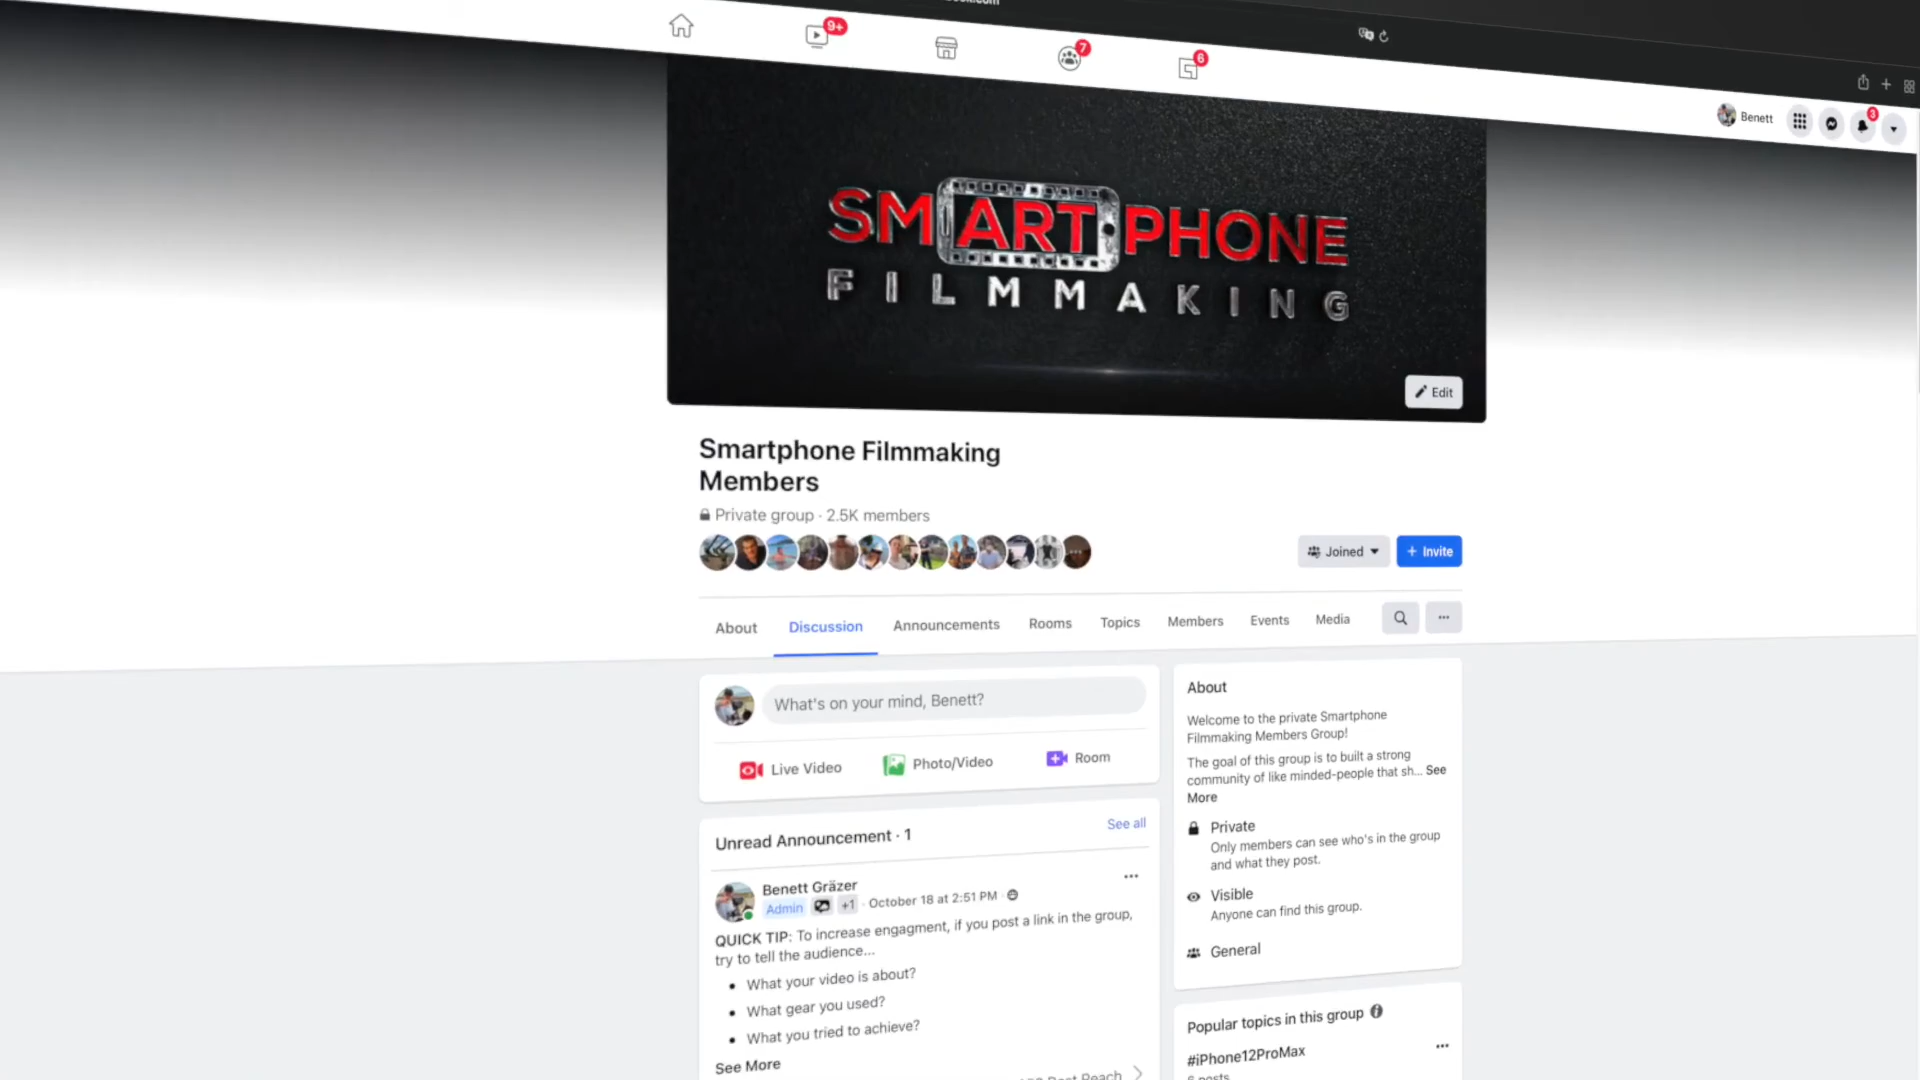 9+
7
6
Benett
3
SMARTPHONE
FILMMAKING
Edit
Smartphone Filmmaking
Members
Private group · 2.5K members
Joined
+ Invite
About
Discussion
Announcements
Rooms
Topics
Members
Events
Media
What's on your mind, Benett?
Live Video
Photo/Video
Room
Unread Announcement · 1
See all
Benett Gräzer
Admin
+1 · October 18 at 2:51 PM ·
QUICK TIP: To increase engagment, if you post a link in the group,
try to tell the audience...
• What your video is about?
• What gear you used?
• What you tried to achieve?
See More
About
Welcome to the private Smartphone
Filmmaking Members Group!
The goal of this group is to built a strong
community of like minded-people that sh... See
More
Private
Only members can see who's in the group
and what they post.
Visible
Anyone can find this group.
General
Popular topics in this group
#iPhone12ProMax
6 posts